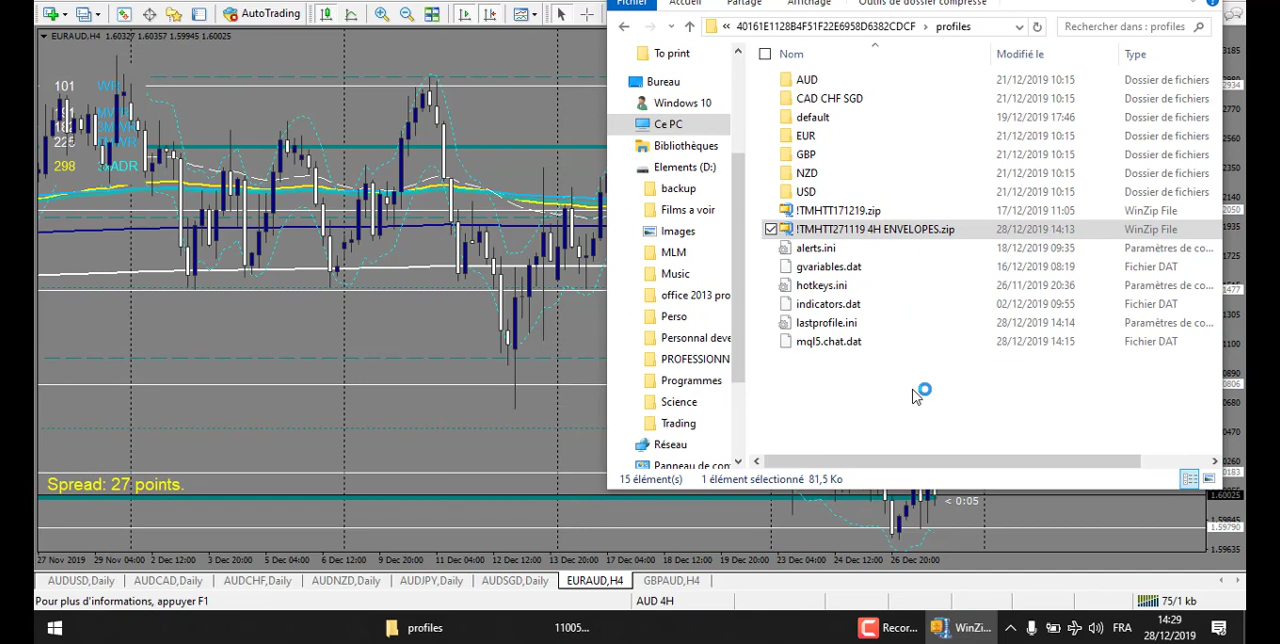 AutoTrading
Fichier Accueil Partage Affichage Outils de dossier compressé
EURAUD,H4 1.60327 1.60357 1.59945 1.60025
« 40161E1128B4F51F22E6958D6382CDCF > profiles
Rechercher dans : profiles
To print
Bureau
Windows 10
Ce PC
Bibliothèques
Elements (D:)
backup
Films a voir
Images
MLM
Music
office 2013 pro
Perso
Personnal deve
PROFESSIONN
Programmes
Science
Trading
Réseau
Panneau de con
Nom Modifié le Type
AUD 21/12/2019 10:15 Dossier de fichiers
CAD CHF SGD 21/12/2019 10:15 Dossier de fichiers
default 19/12/2019 17:46 Dossier de fichiers
EUR 21/12/2019 10:15 Dossier de fichiers
GBP 21/12/2019 10:15 Dossier de fichiers
NZD 21/12/2019 10:15 Dossier de fichiers
USD 21/12/2019 10:15 Dossier de fichiers
!TMHTT171219.zip 17/12/2019 11:05 WinZip File
!TMHTT271119 4H ENVELOPES.zip 28/12/2019 14:13 WinZip File
alerts.ini 18/12/2019 09:35 Paramètres de co...
gvariables.dat 16/12/2019 08:19 Fichier DAT
hotkeys.ini 26/11/2019 20:36 Paramètres de co...
indicators.dat 02/12/2019 09:55 Fichier DAT
lastprofile.ini 28/12/2019 14:14 Paramètres de co...
mql5.chat.dat 28/12/2019 14:15 Fichier DAT
15 élément(s) 1 élément sélectionné 81,5 Ko
101
298
Spread: 27 points.
< 0:05
1.60025
1.59790
1.59635
27 Nov 2019 29 Nov 04:00 2 Dec 12:00 3 Dec 20:00 5 Dec 04:00 6 Dec 12:00 9 Dec 20:00 11 Dec 04:00 12 Dec 12:00 13 Dec 20:00 17 Dec 04:00 18 Dec 12:00 19 Dec 20:00 23 Dec 04:00 24 Dec 12:00 26 Dec 20:00
AUDUSD,Daily AUDCAD,Daily AUDCHF,Daily AUDNZD,Daily AUDJPY,Daily AUDSGD,Daily EURAUD,H4 GBPAUD,H4
Pour plus d'informations, appuyer F1 AUD 4H 75/1 kb
profiles 11005... Recor... WinZi... FRA 14:29
28/12/2019